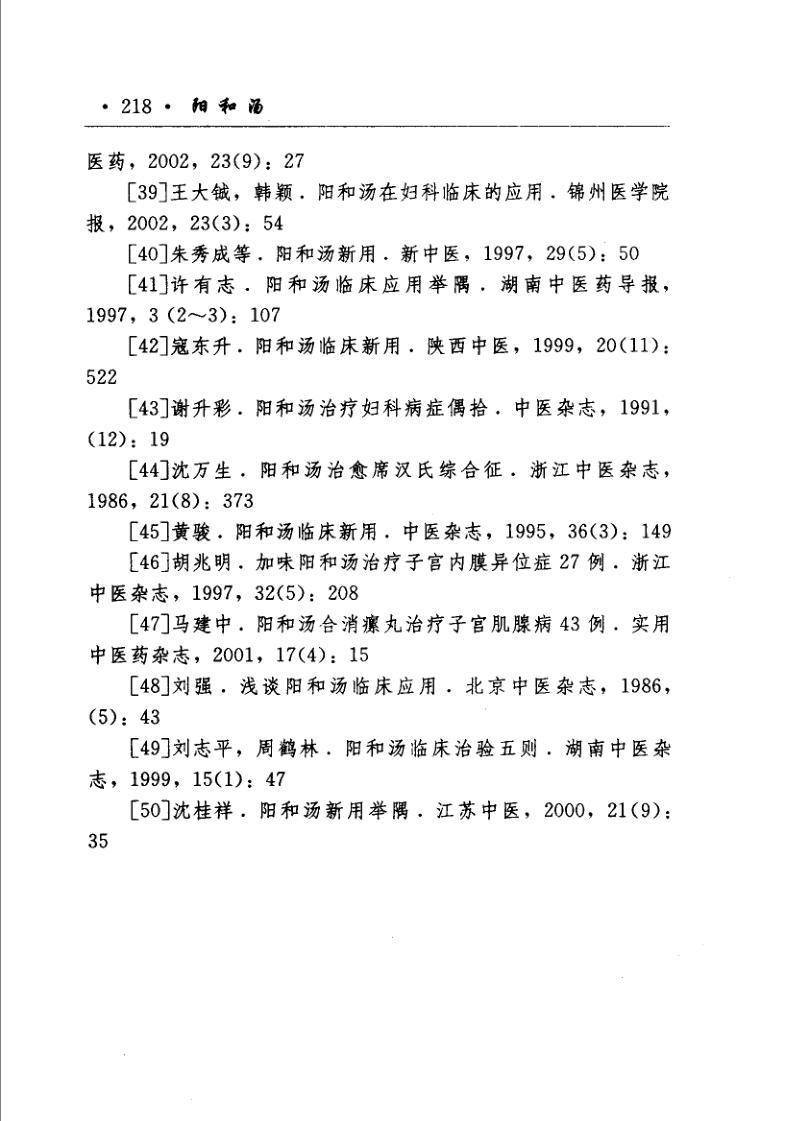 · 218 · 阳和汤
医药，2002，23(9)：27
[39]王大铖，韩颖．阳和汤在妇科临床的应用．锦州医学院
报，2002，23(3)：54
[40]朱秀成等．阳和汤新用．新中医，1997，29(5)：50
[41]许有志．阳和汤临床应用举隅．湖南中医药导报，
1997，3（2～3)：107
[42]寇东升．阳和汤临床新用．陕西中医，1999，20(11)：
522
[43]谢升彩．阳和汤治疗妇科病症偶拾．中医杂志，1991，
(12)：19
[44]沈万生．阳和汤治愈席汉氏综合征．浙江中医杂志，
1986，21(8)：373
[45]黄骏．阳和汤临床新用．中医杂志，1995，36(3)：149
[46]胡兆明．加味阳和汤治疗子宫内膜异位症 27 例．浙江
中医杂志，1997，32(5)：208
[47]马建中．阳和汤合消瘰丸治疗子宫肌腺病 43 例．实用
中医药杂志，2001，17(4)：15
[48]刘强．浅谈阳和汤临床应用．北京中医杂志，1986，
(5)：43
[49]刘志平，周鹤林．阳和汤临床治验五则．湖南中医杂
志，1999，15(1)：47
[50]沈桂祥．阳和汤新用举隅．江苏中医，2000，21(9)：
35